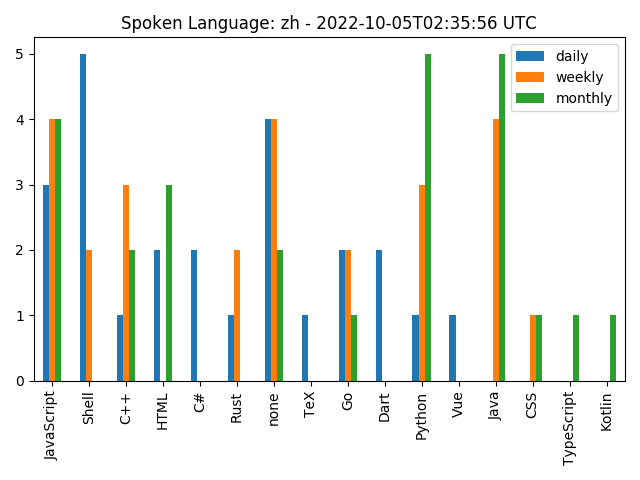 Spoken Language: zh - 2022-10-05T02:35:56 UTC
daily
weekly
monthly
5
4
3
2
1
0
JavaScript
Shell
C++
HTML
C#
Rust
none
TeX
Go
Dart
Python
Vue
Java
CSS
TypeScript
Kotlin